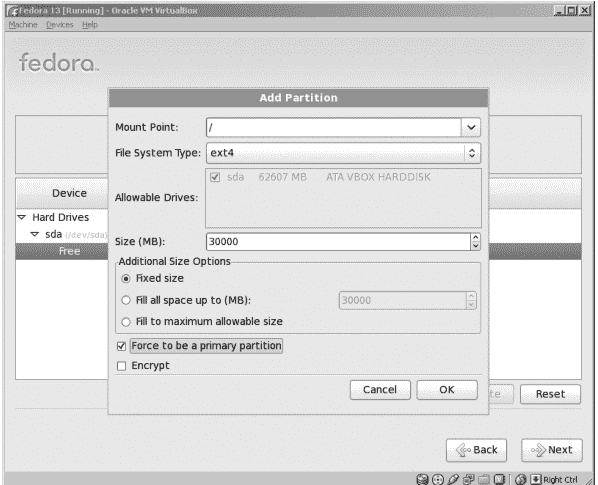 Fedora 13 [Running] - Oracle VM VirtualBox
Machine Devices Help
fedora.
Add Partition
Mount Point: /
File System Type: ext4
Allowable Drives: sda 62607 MB ATA VBOX HARDDISK
Size (MB): 30000
Additional Size Options
Fixed size
Fill all space up to (MB): 30000
Fill to maximum allowable size
Force to be a primary partition
Encrypt
Cancel OK
Device
Hard Drives
sda (/dev/sda)
Free
Reset
Back Next
Right Ctrl